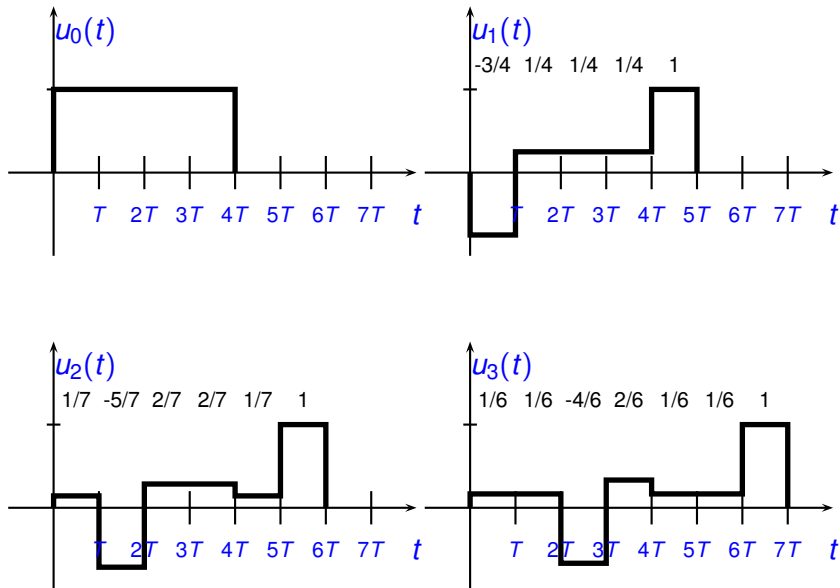 u0(t)
T 2T 3T 4T 5T 6T 7T t
u1(t)
-3/4 1/4 1/4 1/4 1
T 2T 3T 4T 5T 6T 7T t
u2(t)
1/7 -5/7 2/7 2/7 1/7 1
T 2T 3T 4T 5T 6T 7T t
u3(t)
1/6 1/6 -4/6 2/6 1/6 1/6 1
T 2T 3T 4T 5T 6T 7T t